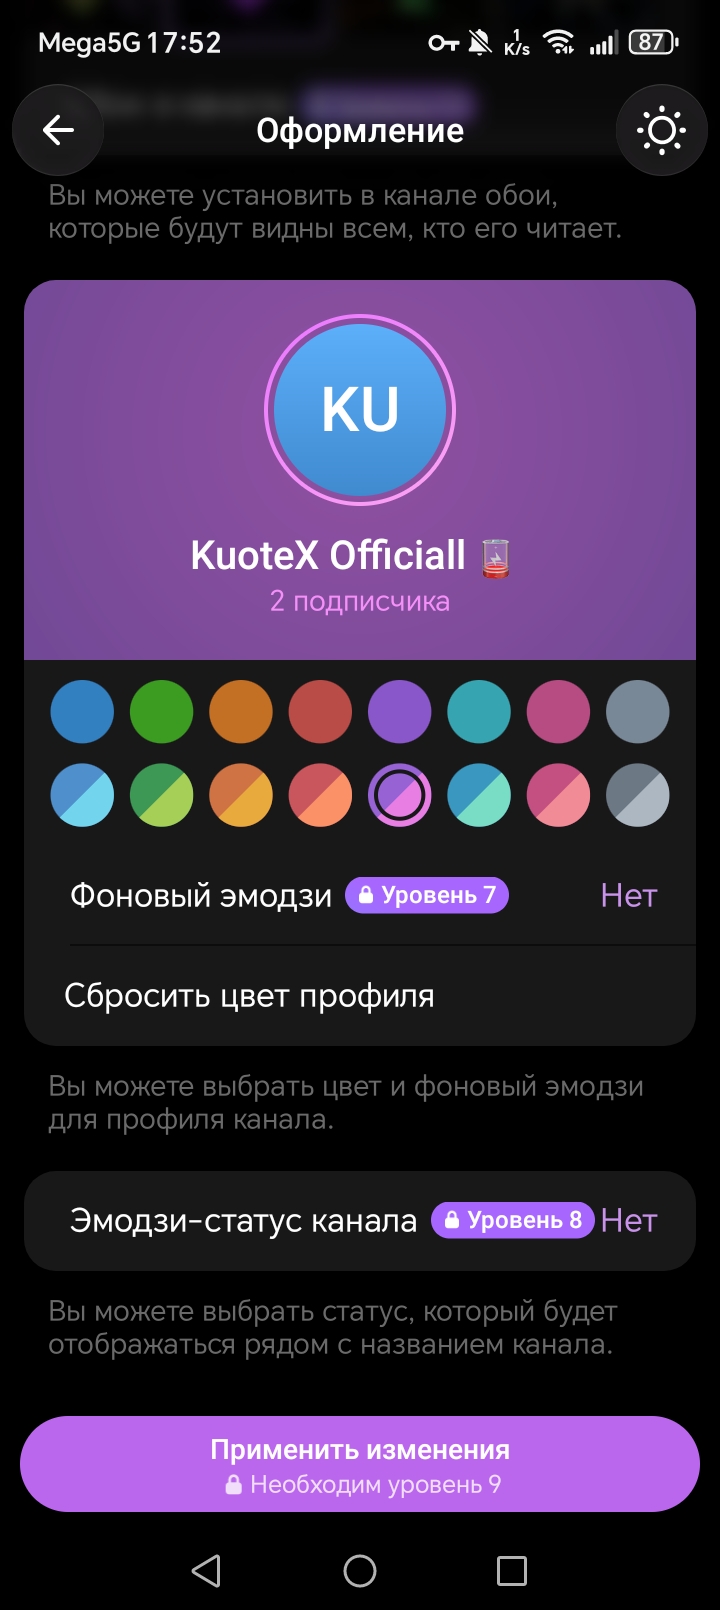 Mega5G 17:52
1 K/s
87
Оформление
Вы можете установить в канале обои,
которые будут видны всем, кто его читает.
KU
KuoteX Officiall
2 подписчика
Фоновый эмодзи Уровень 7 Нет
Сбросить цвет профиля
Вы можете выбрать цвет и фоновый эмодзи
для профиля канала.
Эмодзи-статус канала Уровень 8 Нет
Вы можете выбрать статус, который будет
отображаться рядом с названием канала.
Применить изменения
Необходим уровень 9